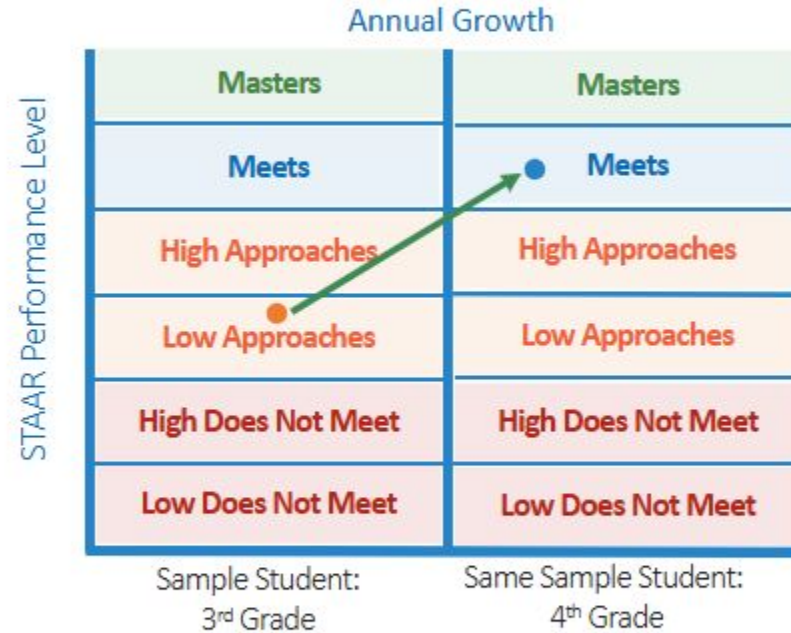 Annual Growth
STAAR Performance Level
Masters
Masters
Meets
Meets
High Approaches
High Approaches
Low Approaches
Low Approaches
High Does Not Meet
High Does Not Meet
Low Does Not Meet
Low Does Not Meet
Sample Student:
3rd Grade
Same Sample Student:
4th Grade